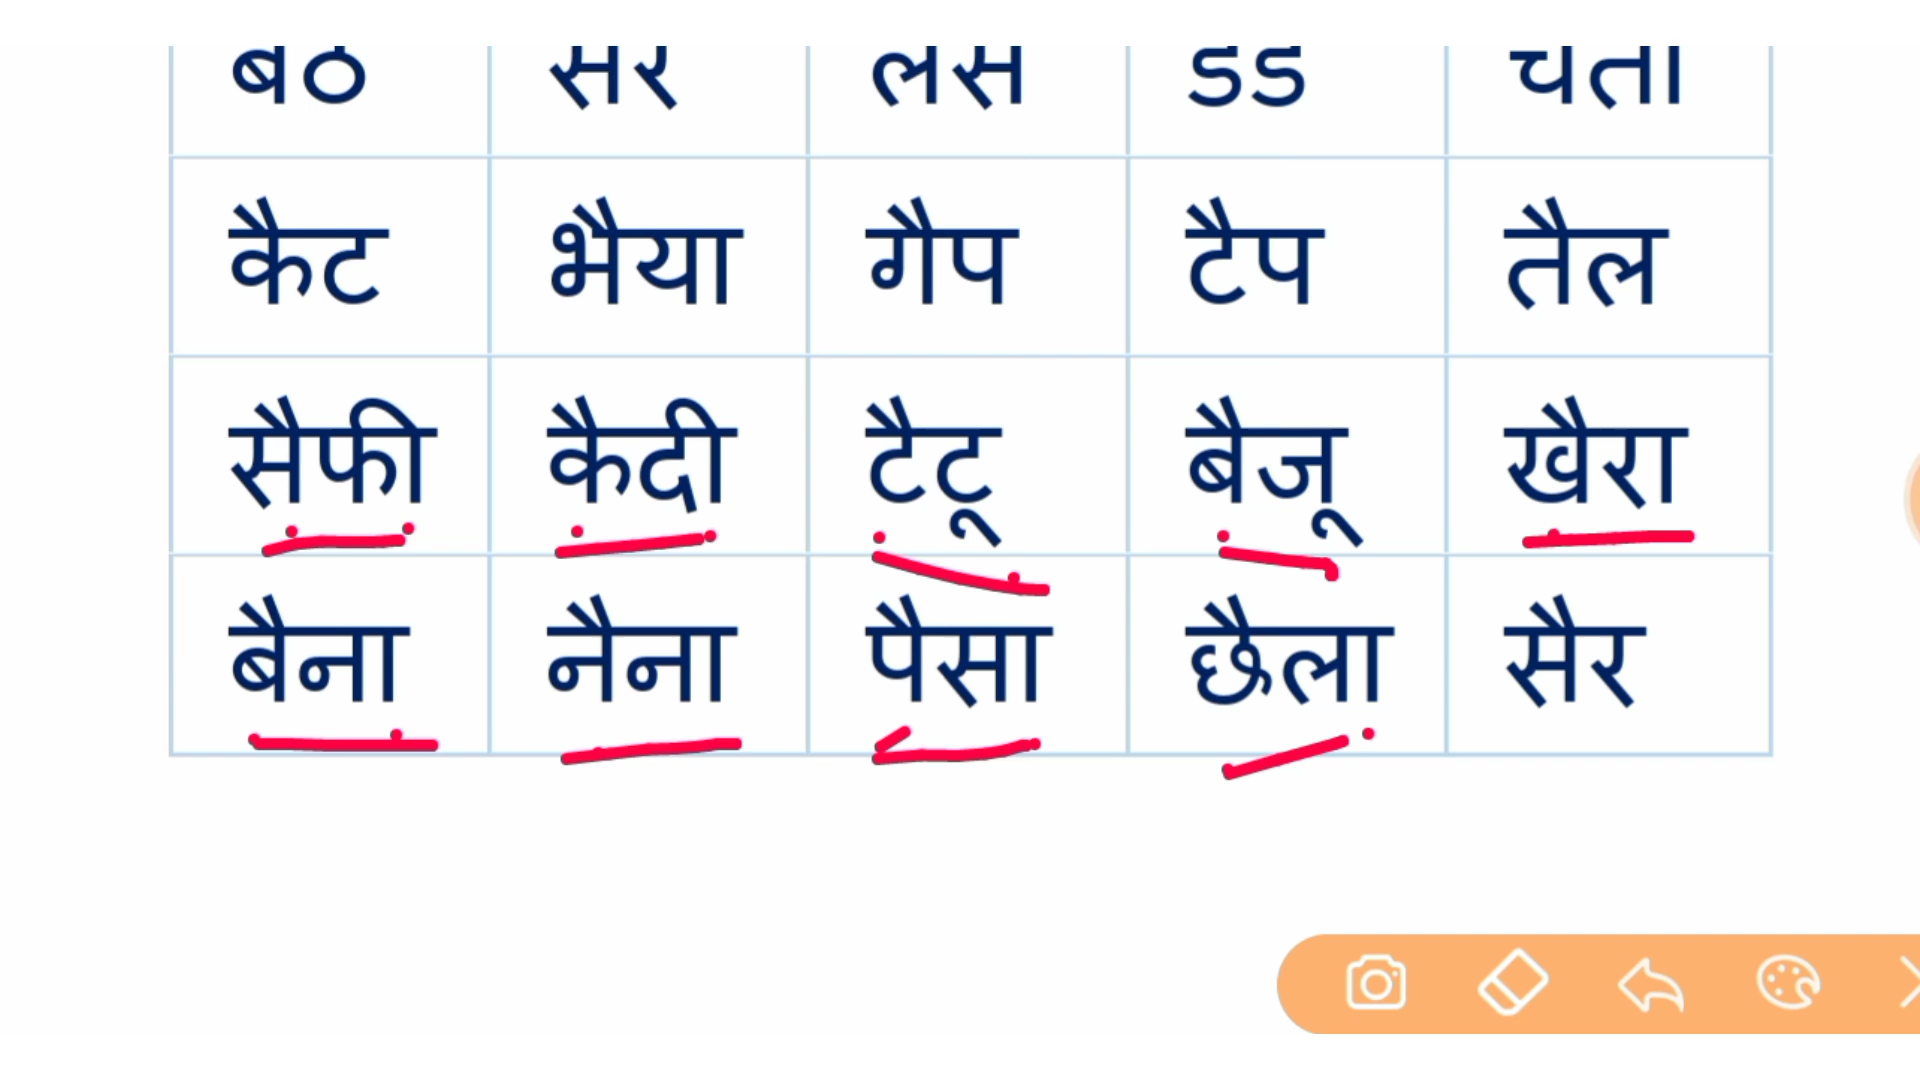 कैट भैया गैप टैप तैल
सैफी कैदी टैटू बैजू खैरा
बैना नैना पैसा छैला सैर